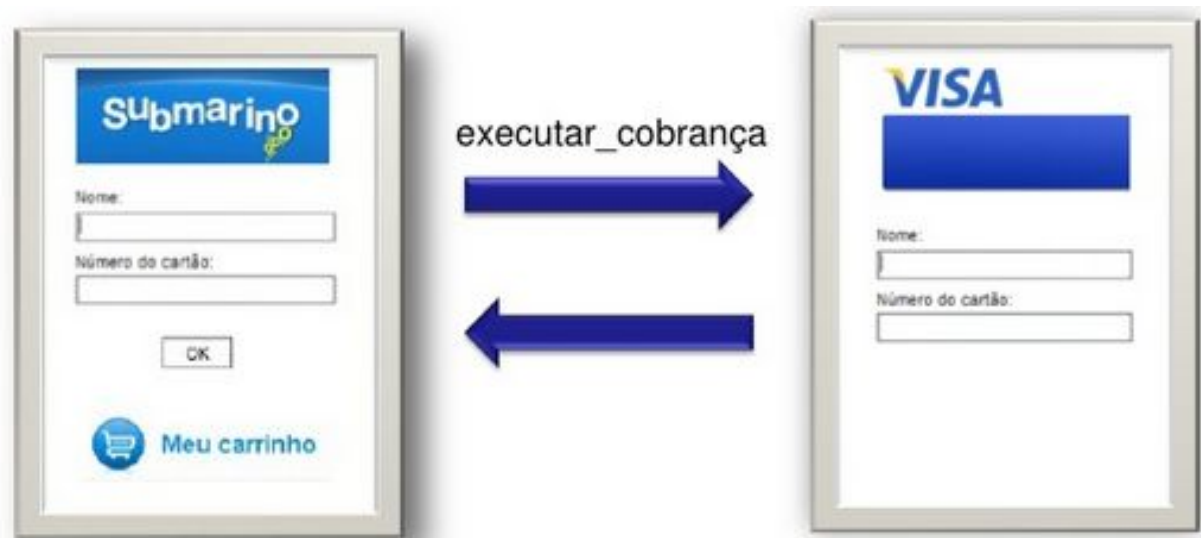 submarino
Nome:
Número do cartão:
OK
Meu carrinho
executar_cobrança
VISA
Nome:
Número do cartão: